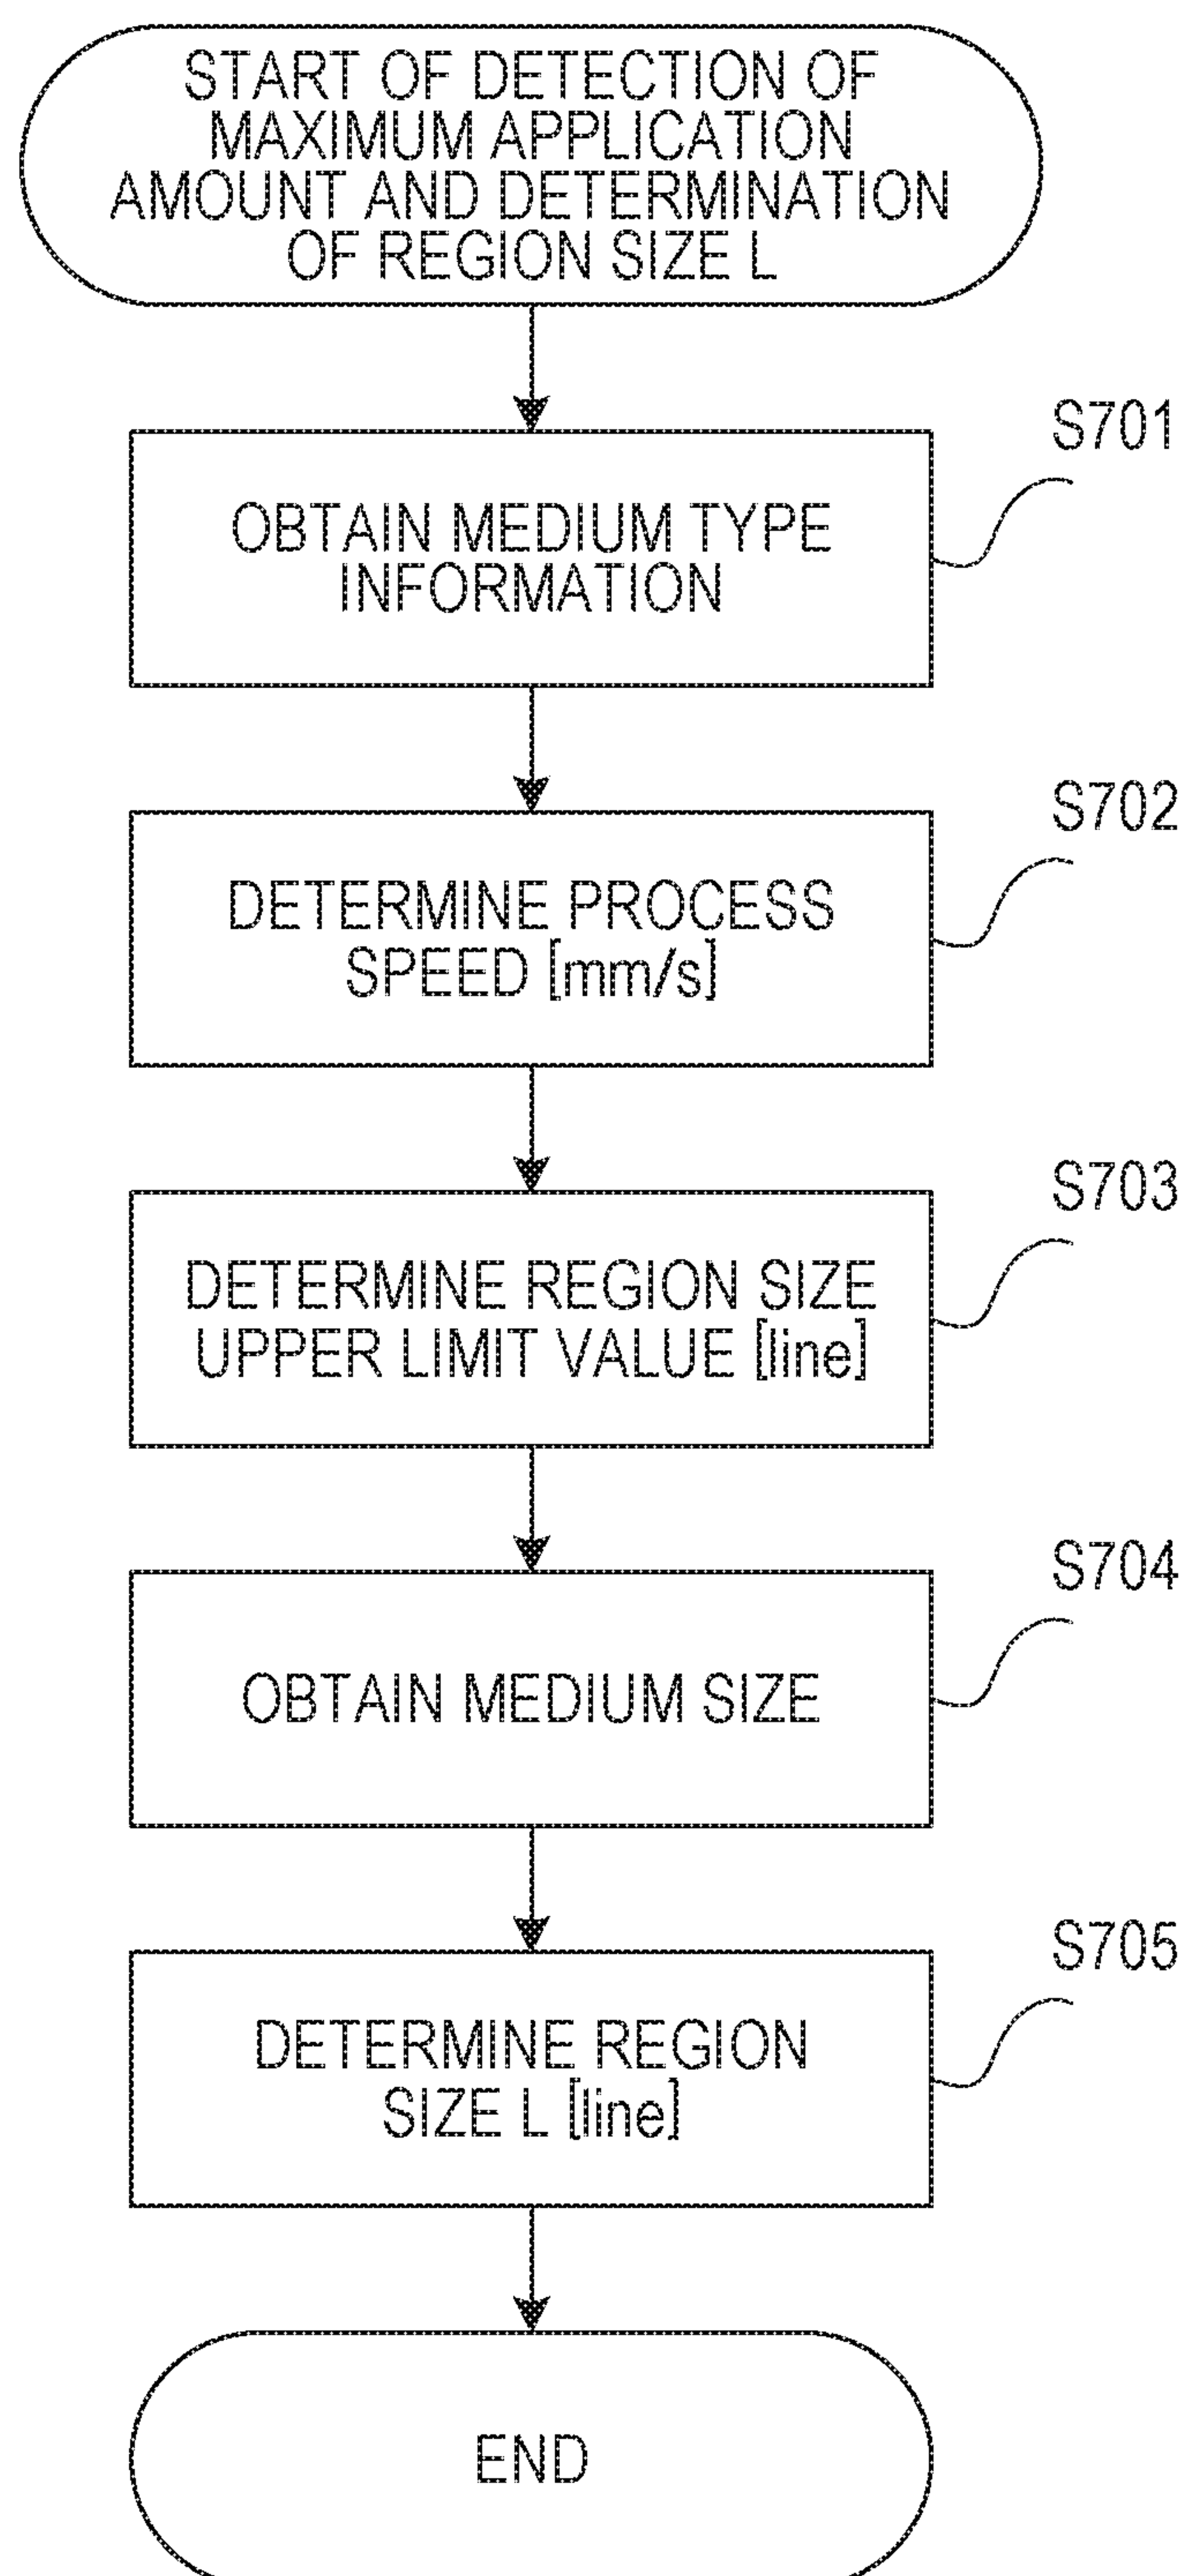 START OF DETECTION OF
MAXIMUM APPLICATION
AMOUNT AND DETERMINATION
OF REGION SIZE L
S701
OBTAIN MEDIUM TYPE
INFORMATION
S702
DETERMINE PROCESS
SPEED [mm/s]
S703
DETERMINE REGION SIZE
UPPER LIMIT VALUE [line]
S704
OBTAIN MEDIUM SIZE
S705
DETERMINE REGION
SIZE L [line]
END